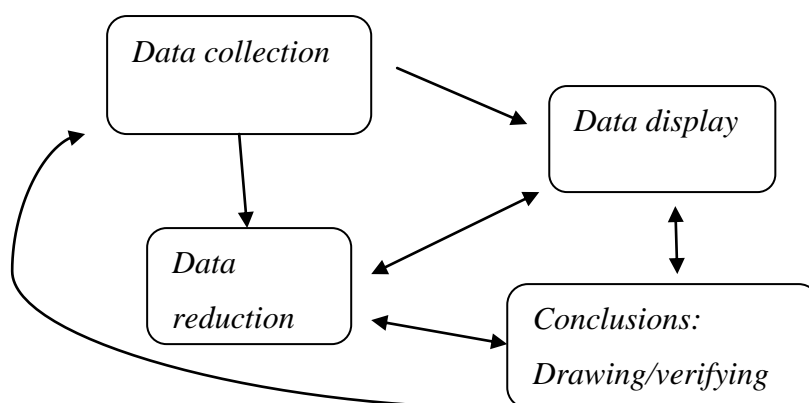 Data collection
Data display
Data
reduction
Conclusions:
Drawing/verifying